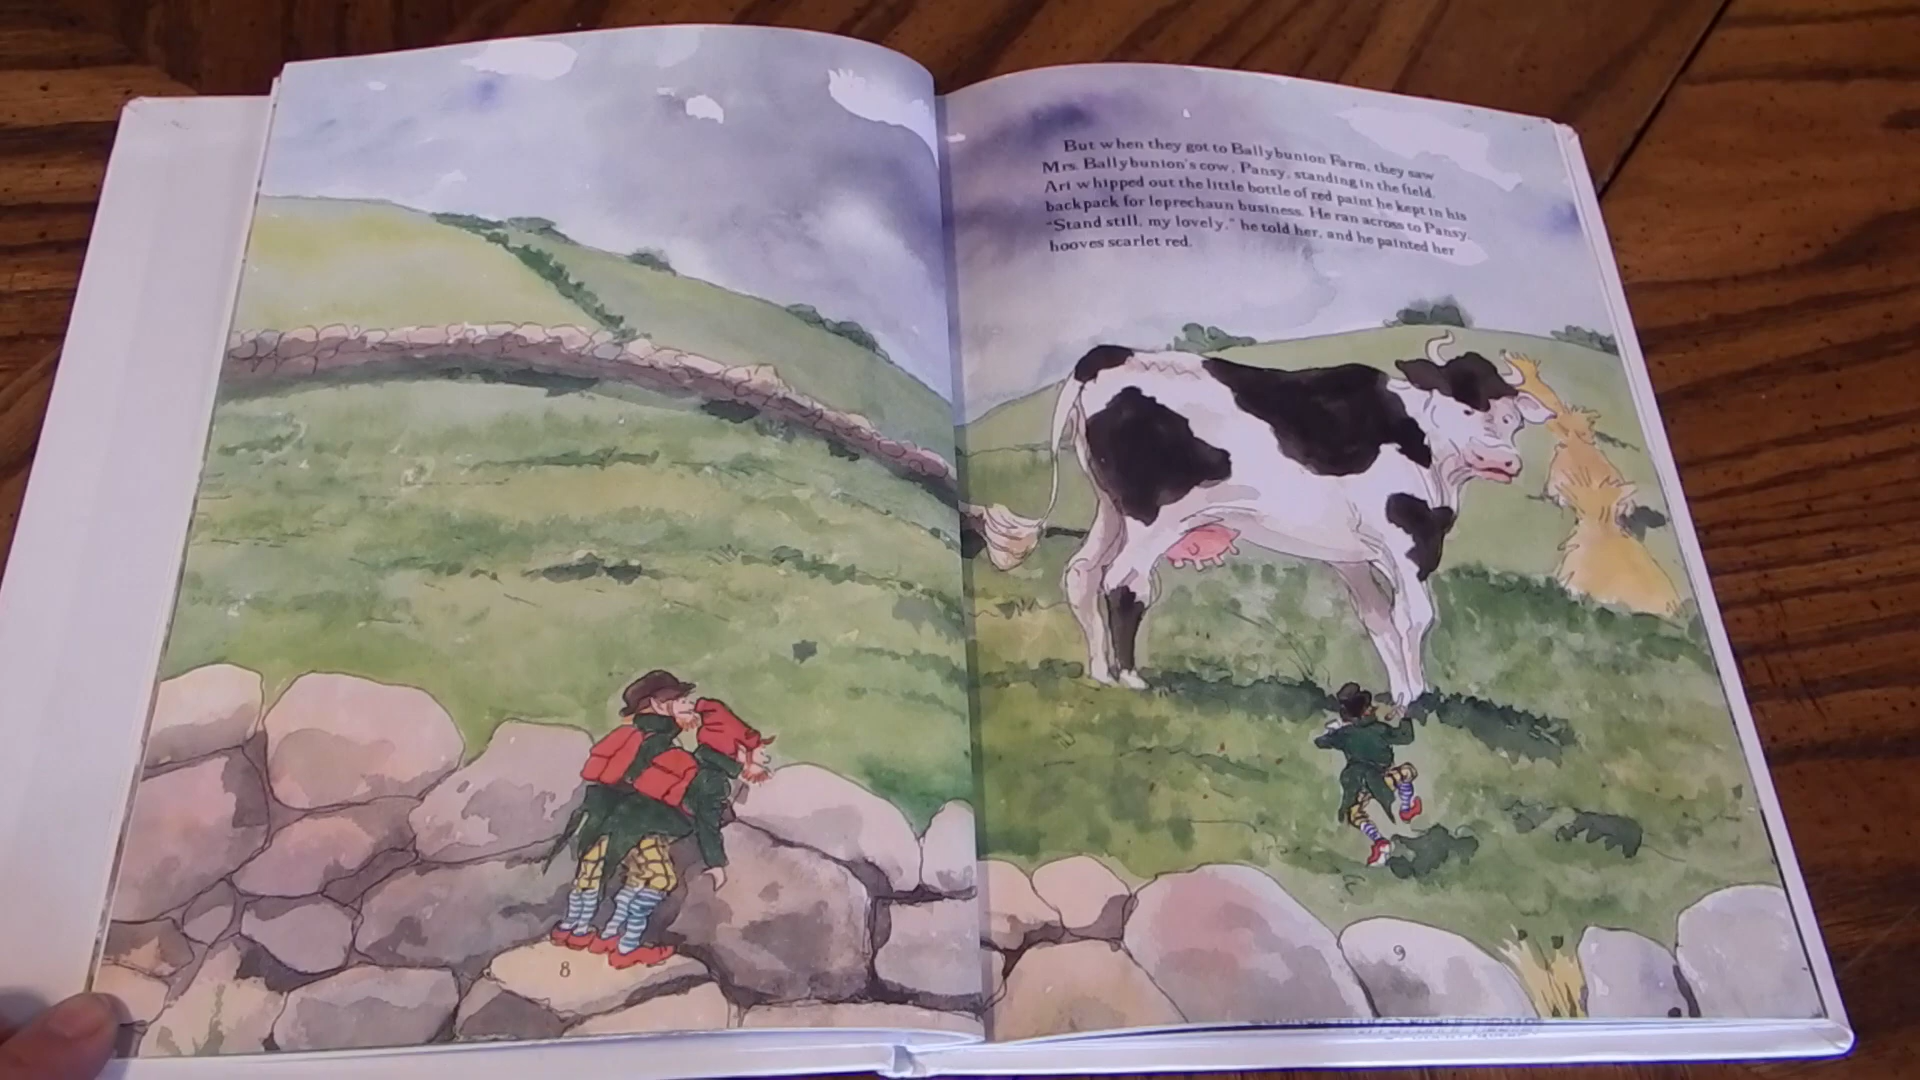 But when they got to Ballybunion Farm, they saw
Mrs. Ballybunion's cow, Pansy, standing in the field.
Ari whipped out the little bottle of red paint he kept in his
backpack for leprechaun business. He ran across to Pansy.
"Stand still, my lovely," he told her, and he painted her
hooves scarlet red.
8
9